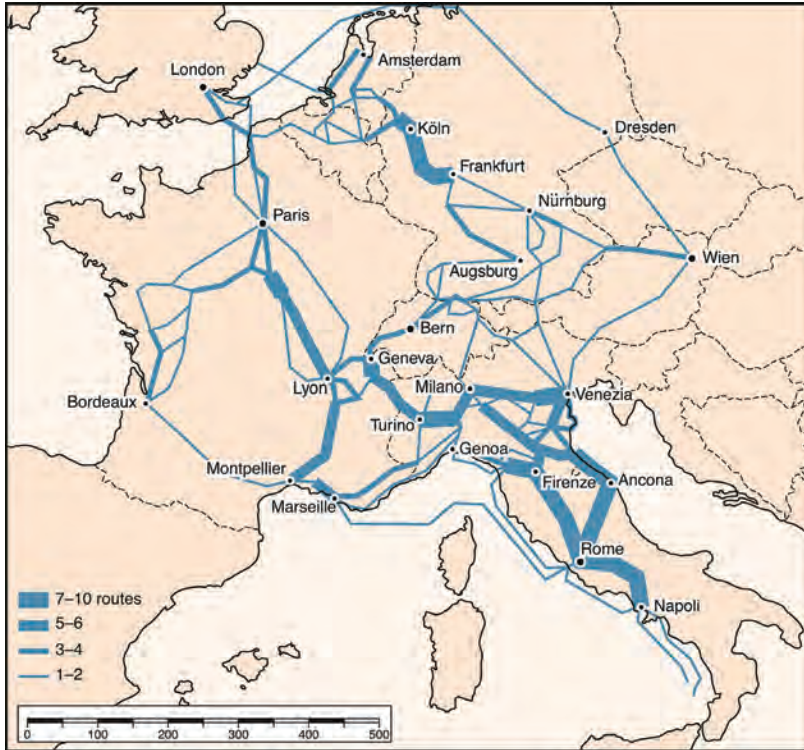 London
Amsterdam
Köln
Dresden
Frankfurt
Nürnburg
Paris
Augsburg
Wien
Bern
Geneva
Lyon
Milano
Venezia
Bordeaux
Turino
Genoa
Montpellier
Firenze
Ancona
Marseille
Rome
7–10 routes
5–6
Napoli
3–4
1–2
0 100 200 300 400 500